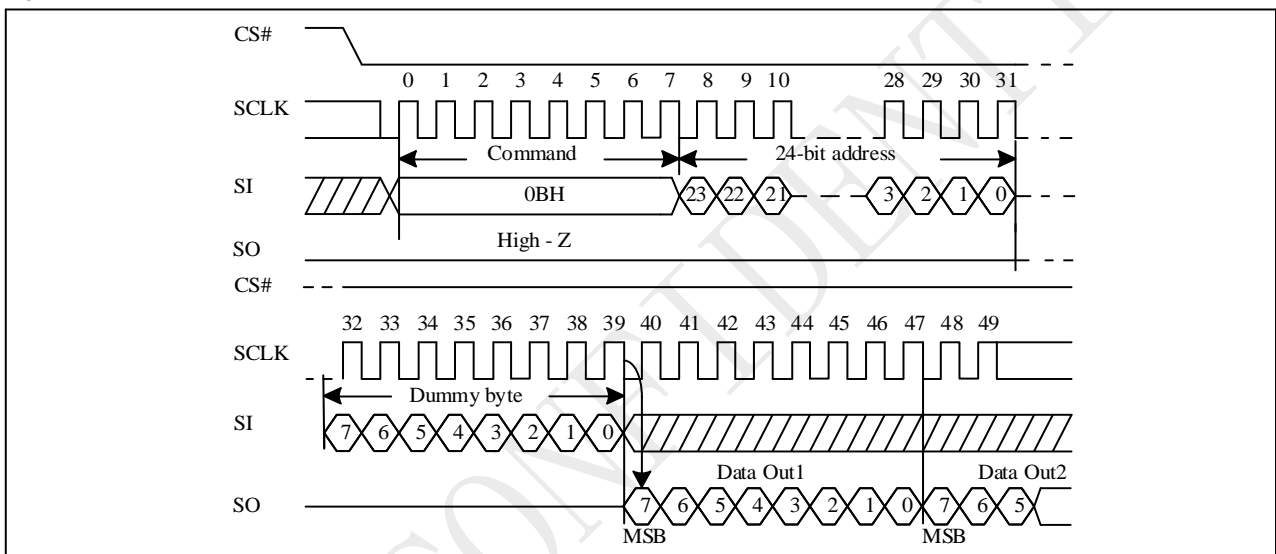 CS#
0 1 2 3 4 5 6 7 8 9 10 28 29 30 31
SCLK
Command 24-bit address
SI 0BH 23 22 21 3 2 1 0
High - Z
SO
CS#
32 33 34 35 36 37 38 39 40 41 42 43 44 45 46 47 48 49
SCLK
Dummy byte
SI 7 6 5 4 3 2 1 0
Data Out1 Data Out2
SO 7 6 5 4 3 2 1 0 7 6 5
MSB MSB